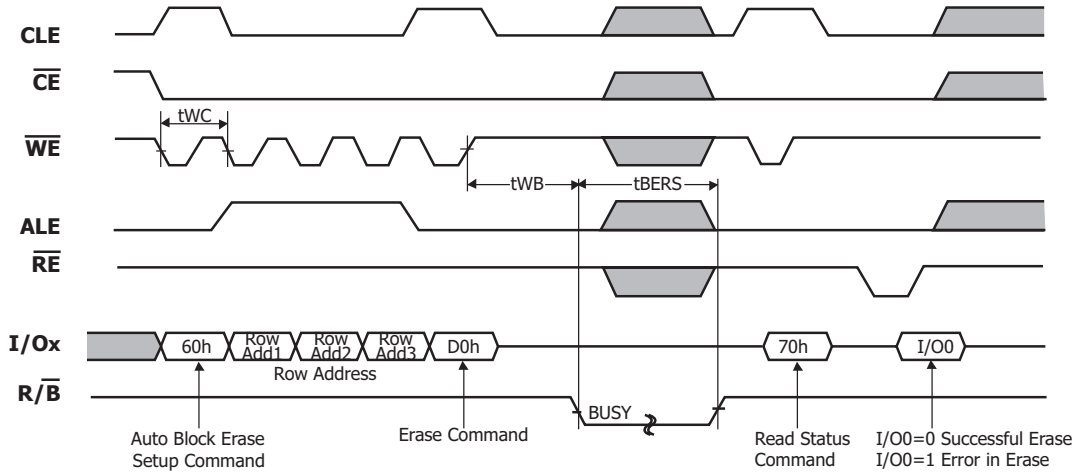 CLE
CE
tWC
WE
tWB
tBERS
ALE
RE
I/Ox
60h
Row Add1
Row Add2
Row Add3
D0h
70h
I/O0
Row Address
R/B
BUSY
Auto Block Erase
Setup Command
Erase Command
Read Status
Command
I/O0=0 Successful Erase
I/O0=1 Error in Erase